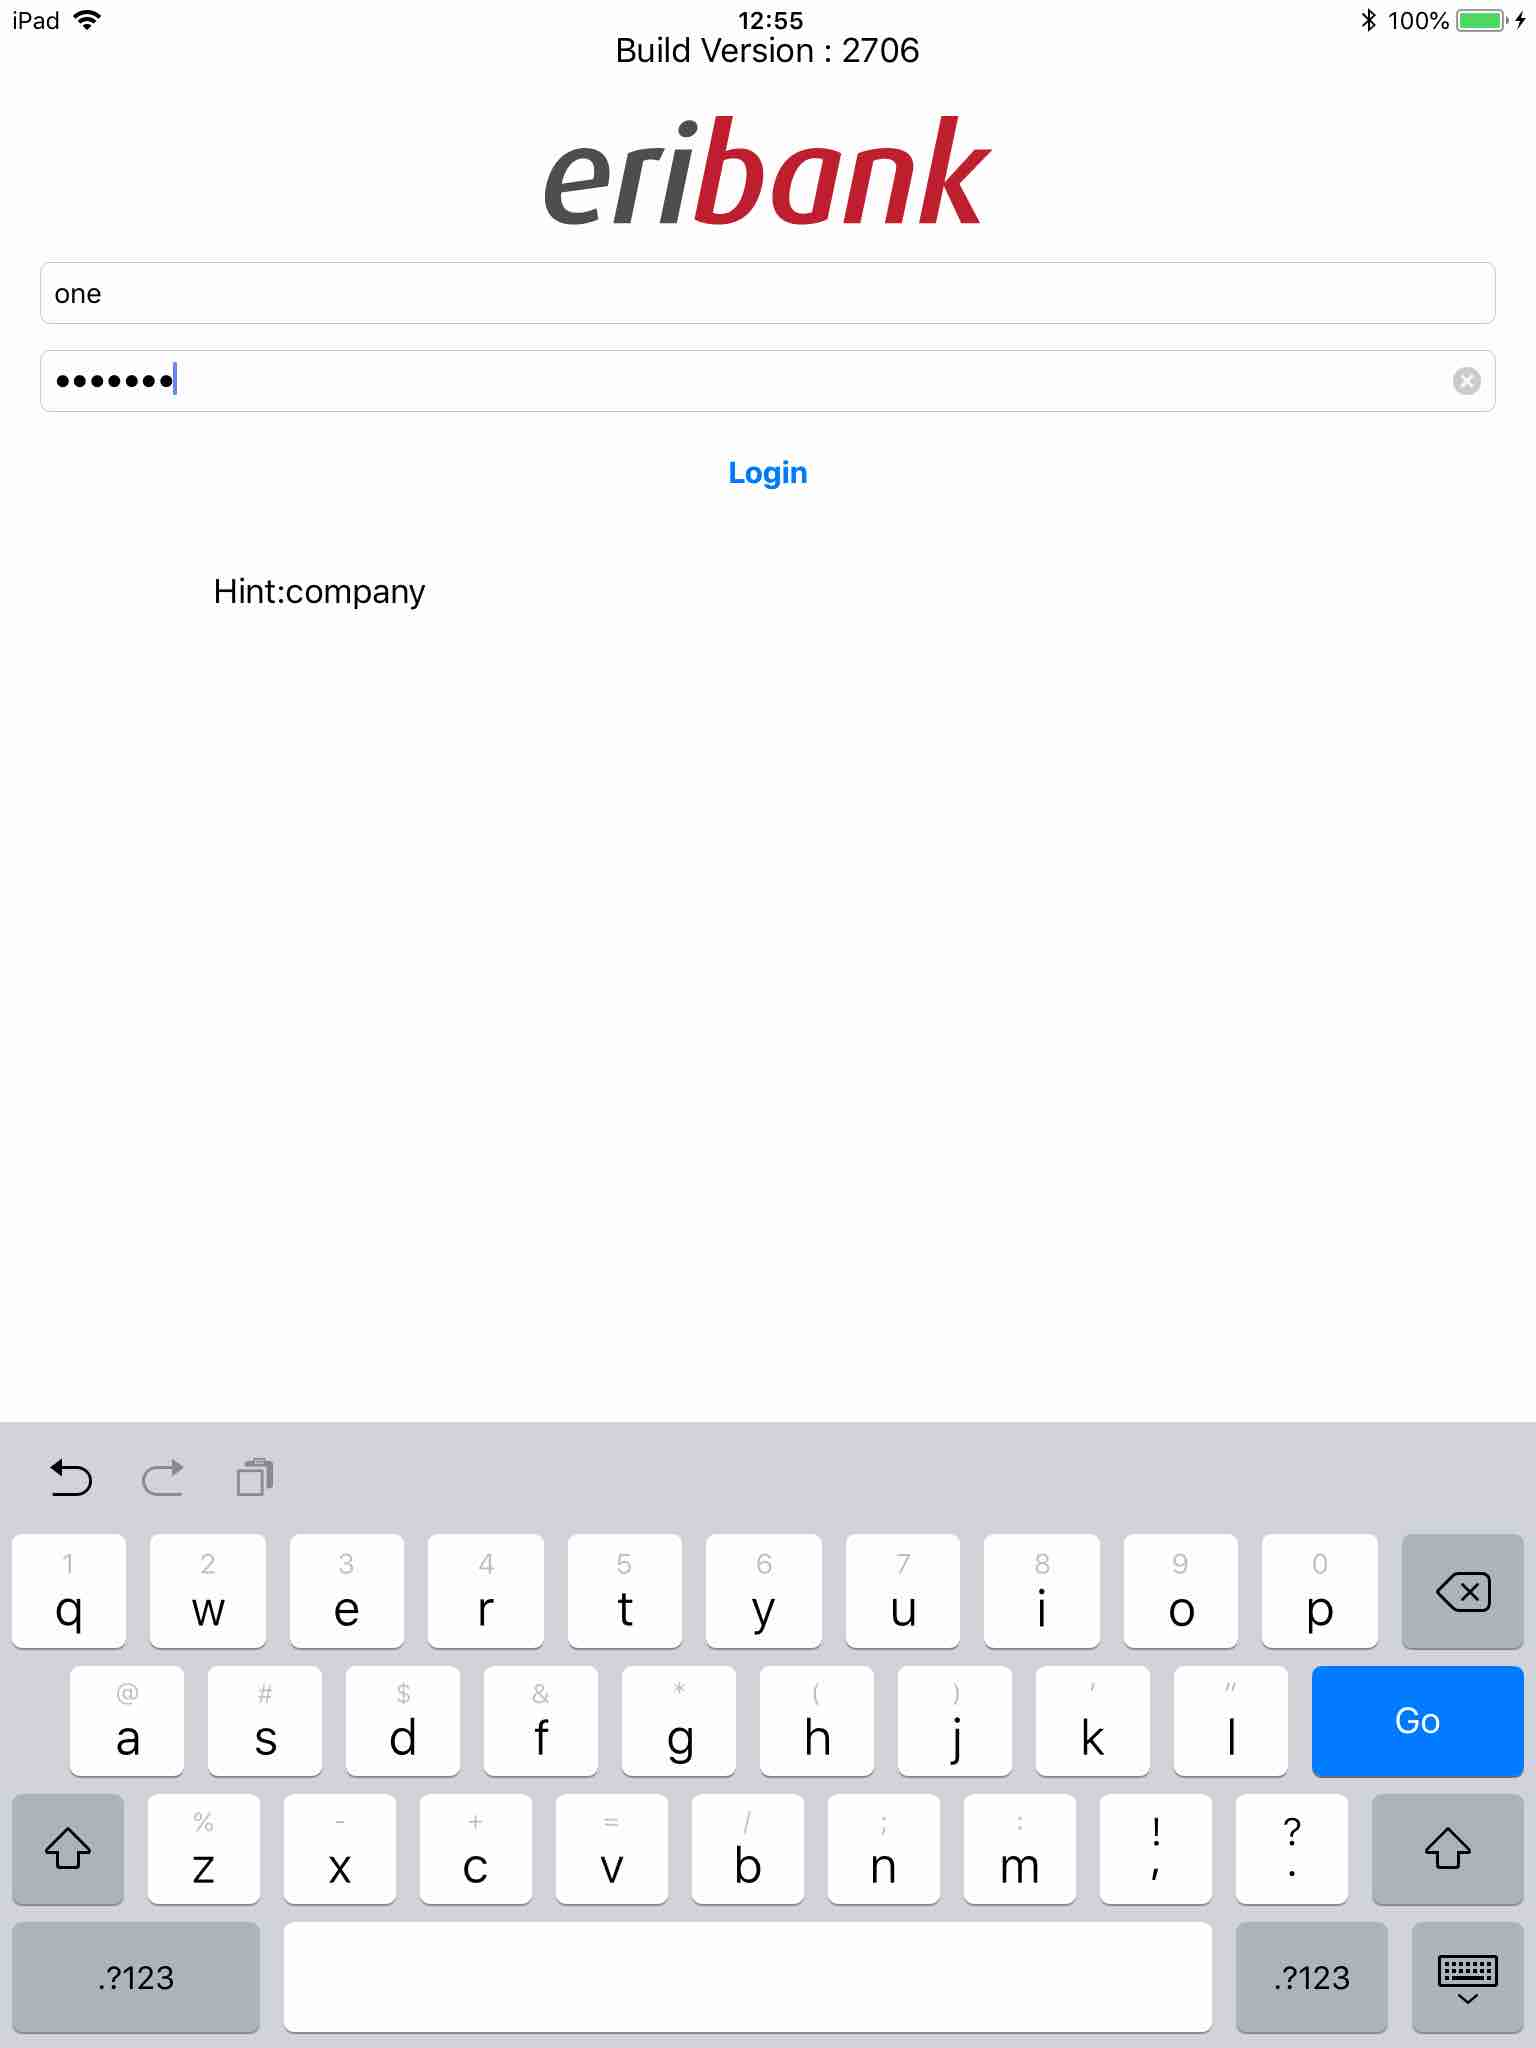 iPad 12:55 100%
Build Version : 2706
eribank
one
•••••••
Login
Hint:company
1 2 3 4 5 6 7 8 9 0
q w e r t y u i o p
@ # $ & * ( ) ' "
a s d f g h j k l Go
% - + = / ; : ! ?
z x c v b n m , .
.?123 .?123